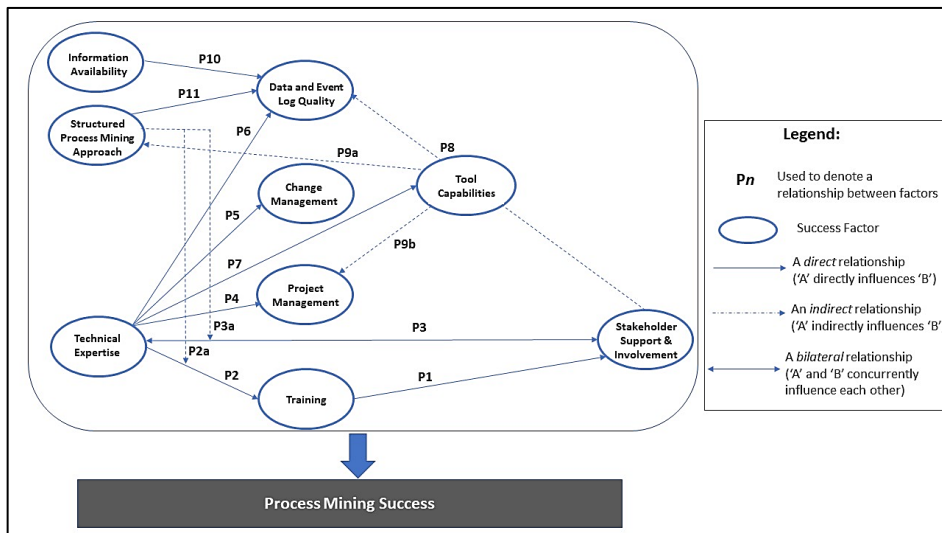 Information
Availability
P10
Data and Event
Log Quality
P11
Structured
Process Mining
Approach
P6
P9a
P8
Tool
Capabilities
Change
Management
P5
P9b
P7
Project
Management
P4
P3a
P3
Technical
Expertise
Stakeholder
Support &
Involvement
P2a
P2
P1
Training
Process Mining Success
Legend:
Pn
Used to denote a
relationship between factors
Success Factor
A direct relationship
('A' directly influences 'B')
An indirect relationship
('A' indirectly influences 'B'
A bilateral relationship
('A' and 'B' concurrently
influence each other)